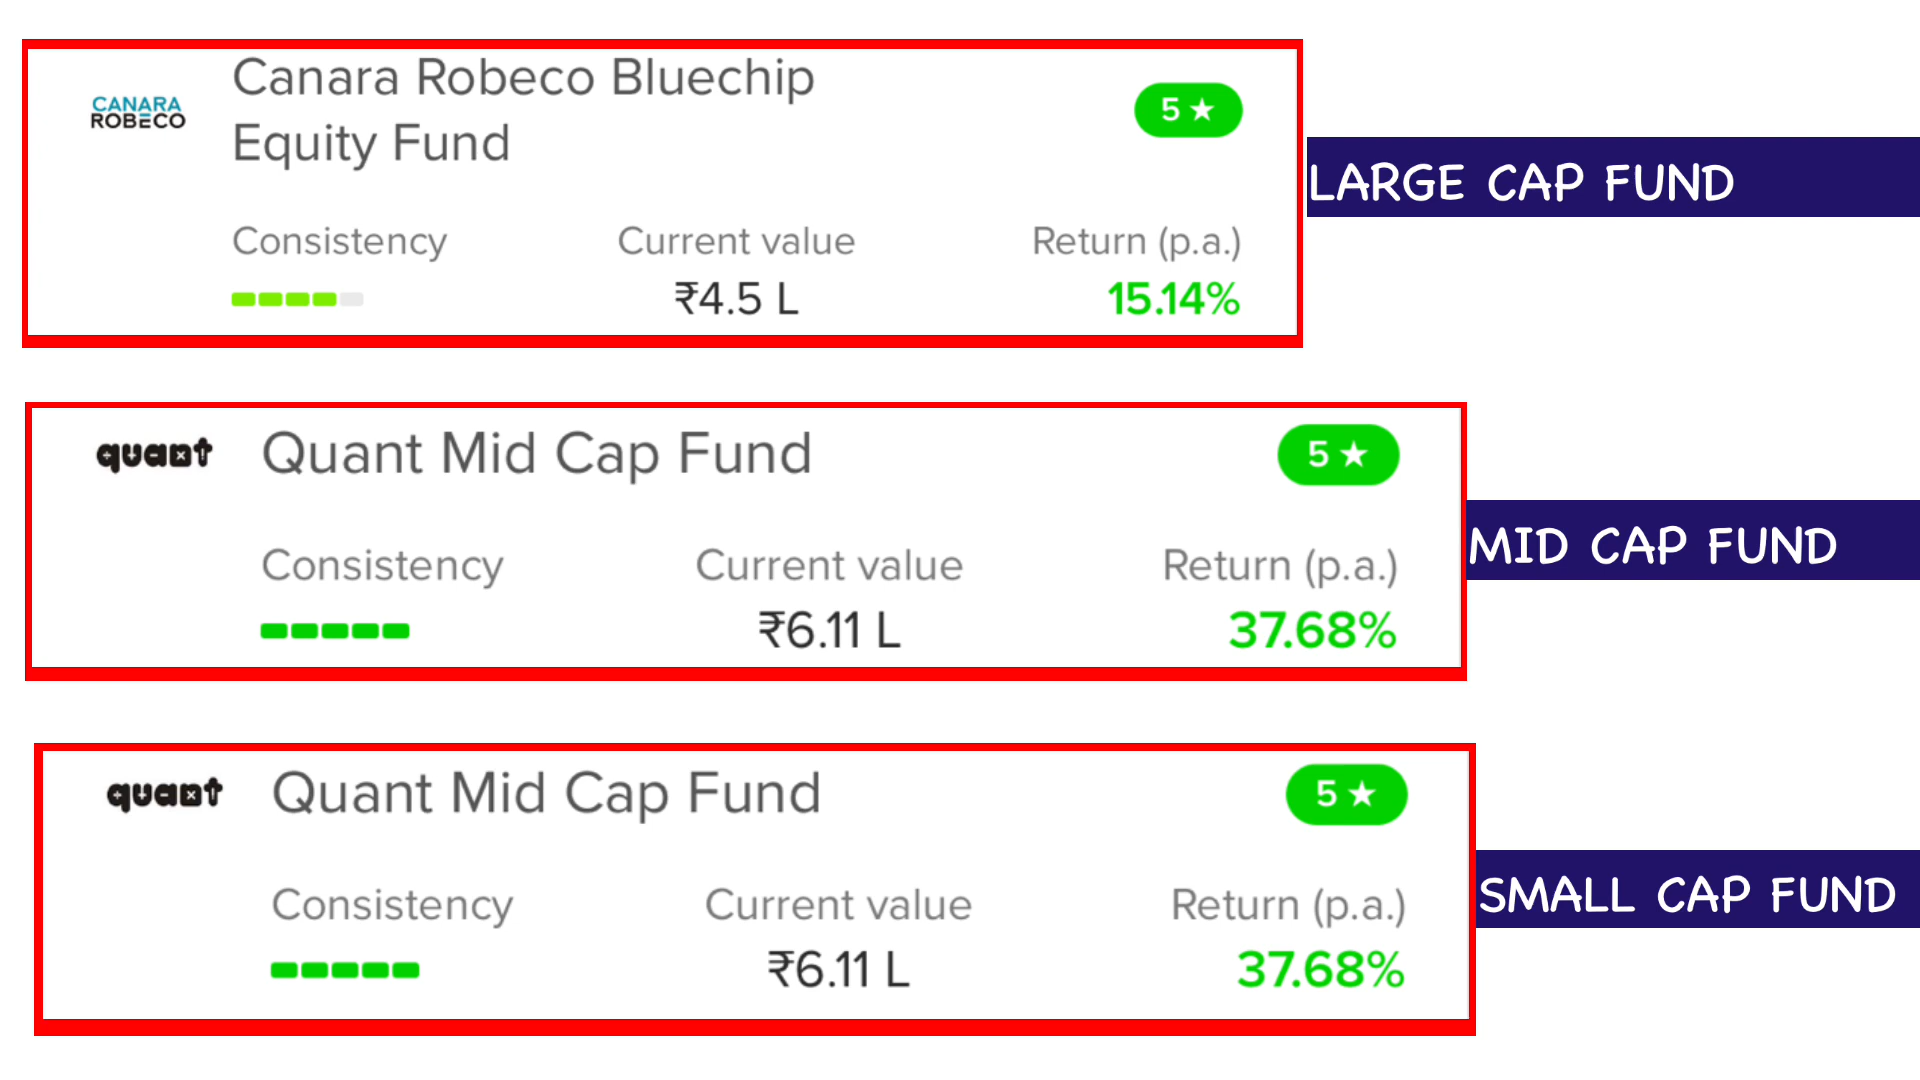 CANARA
ROBECO
Canara Robeco Bluechip
Equity Fund
5 ★
Consistency Current value Return (p.a.)
₹4.5 L 15.14%
LARGE CAP FUND
quant Quant Mid Cap Fund 5 ★
Consistency Current value Return (p.a.)
₹6.11 L 37.68%
MID CAP FUND
quant Quant Mid Cap Fund 5 ★
Consistency Current value Return (p.a.)
₹6.11 L 37.68%
SMALL CAP FUND